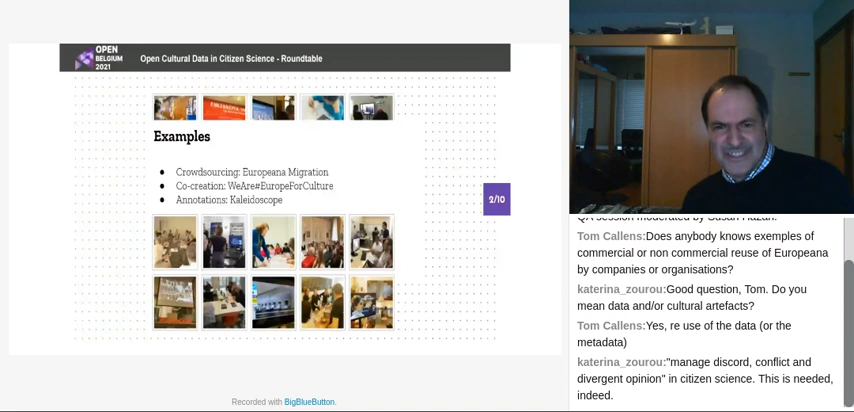 OPEN
BELGIUM
2021
Open Cultural Data in Citizen Science - Roundtable
Examples
● Crowdsourcing: Europeana Migration
● Co-creation: WeAre#EuropeForCulture
● Annotations: Kaleidoscope
2/10
Recorded with BigBlueButton.
QA session moderated by Susan Hazan.
Tom Callens:Does anybody knows exemples of
commercial or non commercial reuse of Europeana
by companies or organisations?
katerina_zourou:Good question, Tom. Do you
mean data and/or cultural artefacts?
Tom Callens:Yes, re use of the data (or the
metadata)
katerina_zourou:"manage discord, conflict and
divergent opinion" in citizen science. This is needed,
indeed.